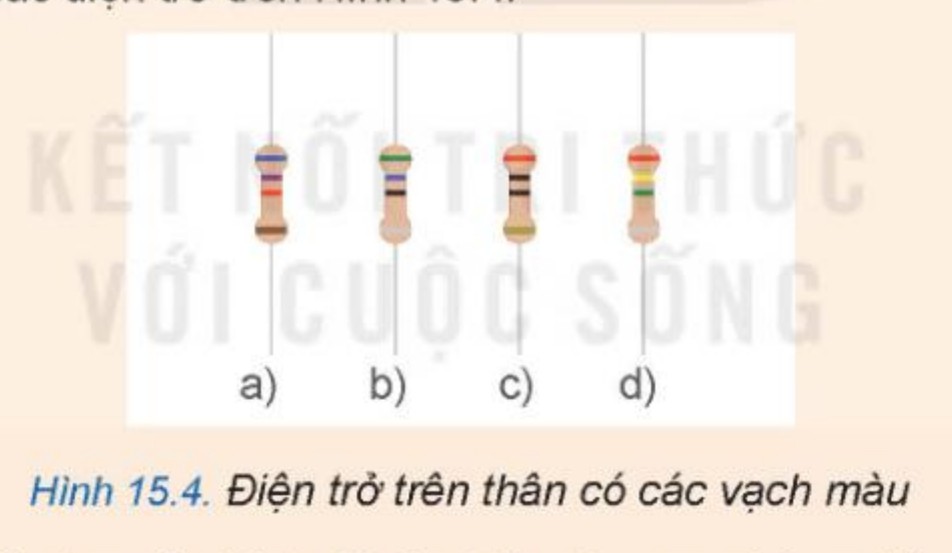 KẾT NỐI TRI THỨC
VỚI CUỘC SỐNG
a) b) c) d)
Hình 15.4. Điện trở trên thân có các vạch màu